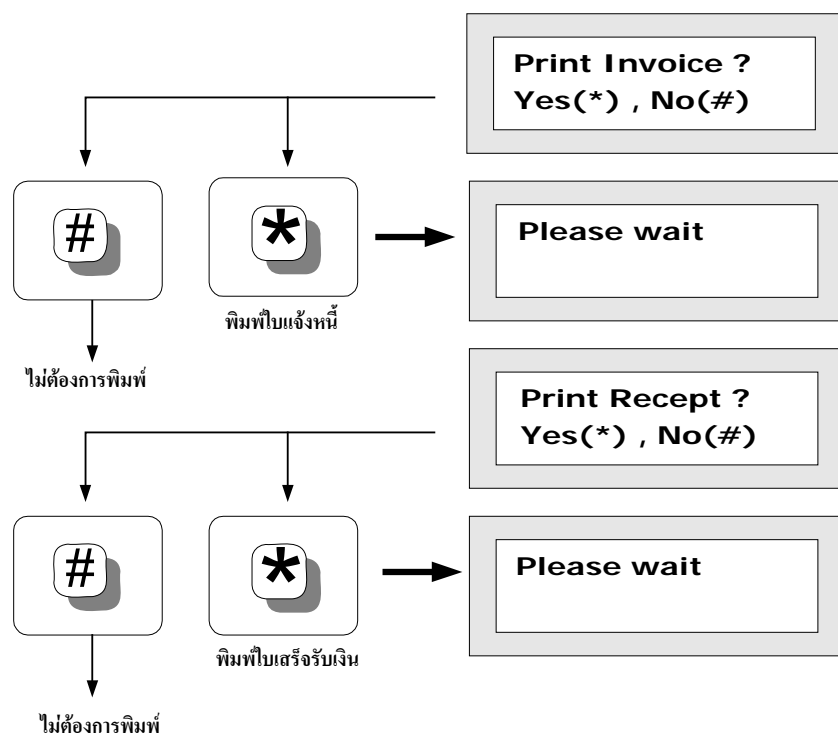 Print Invoice ?
Yes(*) , No(#)
#
*
Please wait
พิมพ์ใบแจ้งหนี้
ไม่ต้องการพิมพ์
Print Recept ?
Yes(*) , No(#)
#
*
Please wait
พิมพ์ใบเสร็จรับเงิน
ไม่ต้องการพิมพ์